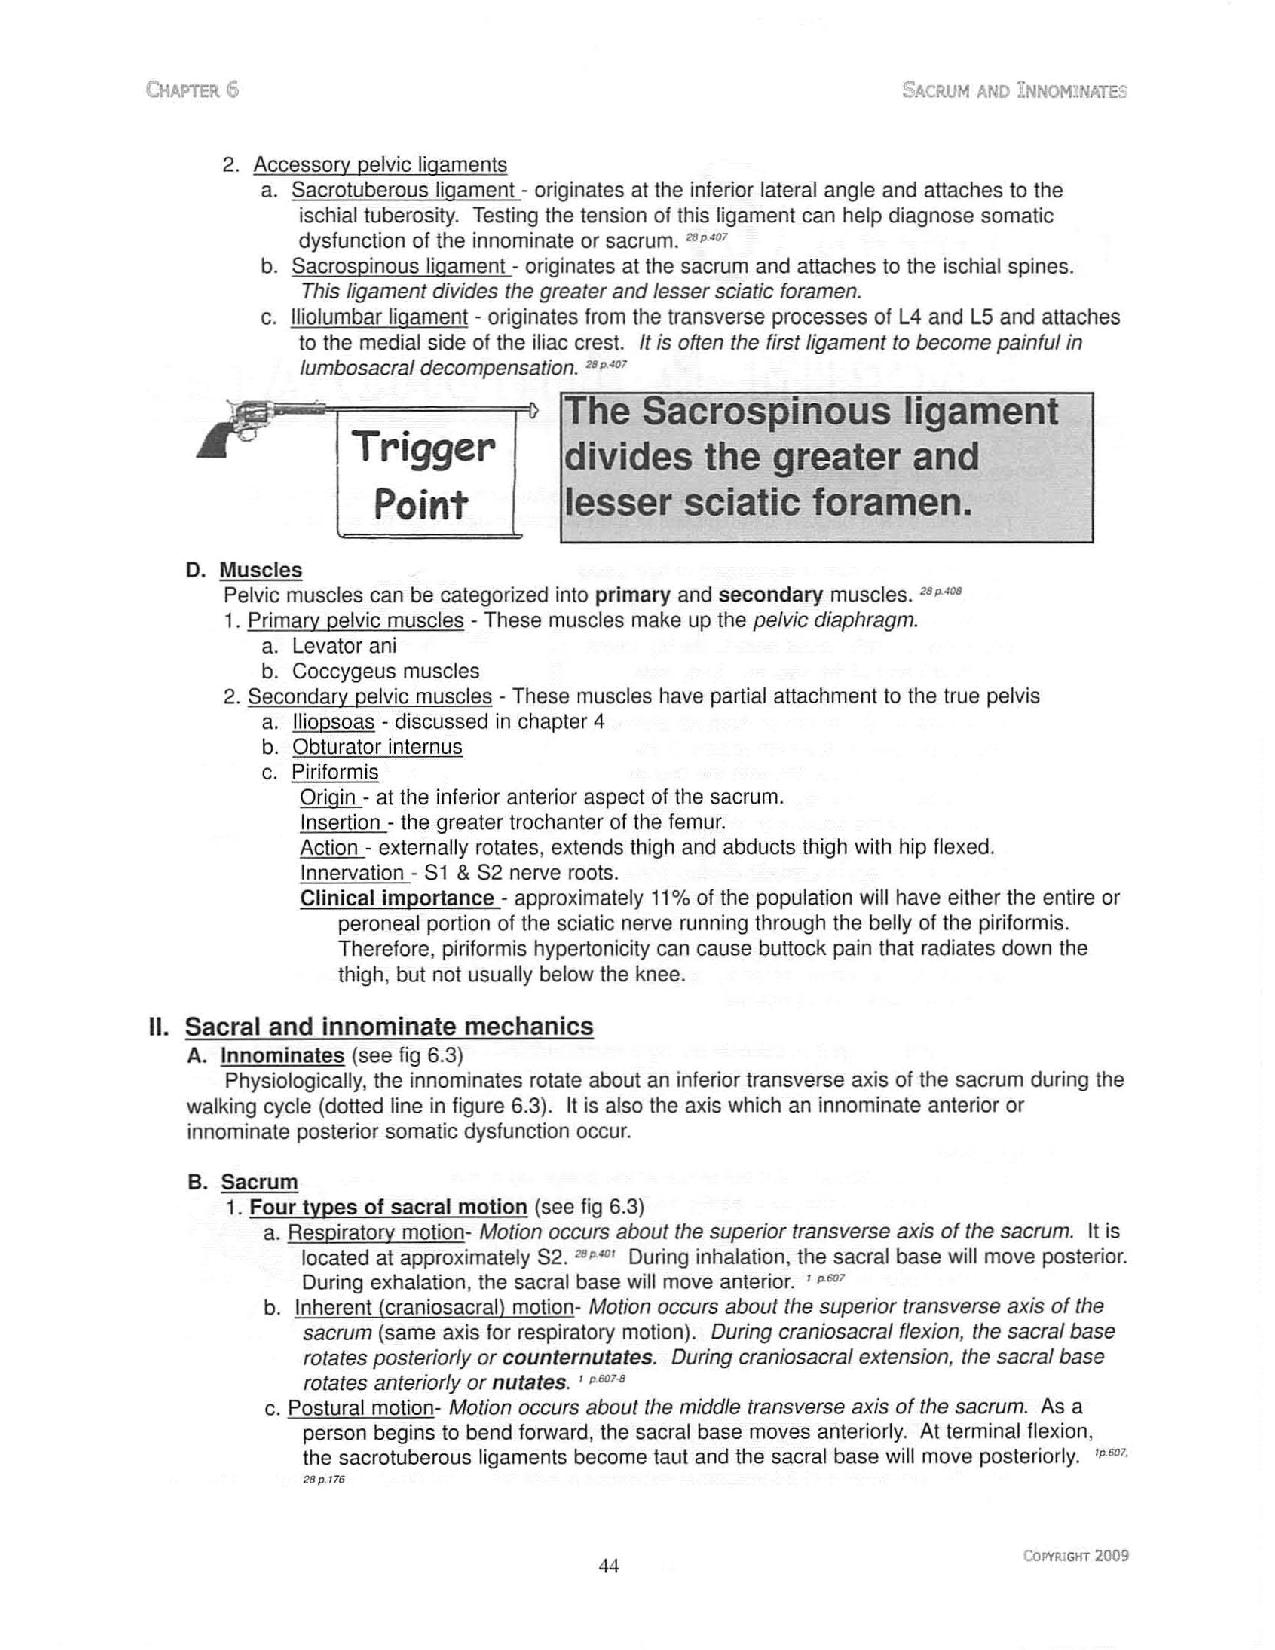 CHAPTER 6
SACRUM AND INNOMINATES
2. Accessory pelvic ligaments
a. Sacrotuberous ligament - originates at the inferior lateral angle and attaches to the
ischial tuberosity. Testing the tension of this ligament can help diagnose somatic
dysfunction of the innominate or sacrum. 28 p.407
b. Sacrospinous ligament - originates at the sacrum and attaches to the ischial spines.
This ligament divides the greater and lesser sciatic foramen.
c. Iliolumbar ligament - originates from the transverse processes of L4 and L5 and attaches
to the medial side of the iliac crest. It is often the first ligament to become painful in
lumbosacral decompensation. 28 p.407
Trigger
Point
The Sacrospinous ligament
divides the greater and
lesser sciatic foramen.
D. Muscles
Pelvic muscles can be categorized into primary and secondary muscles. 28 p.408
1. Primary pelvic muscles - These muscles make up the pelvic diaphragm.
a. Levator ani
b. Coccygeus muscles
2. Secondary pelvic muscles - These muscles have partial attachment to the true pelvis
a. Iliopsoas - discussed in chapter 4
b. Obturator internus
c. Piriformis
Origin - at the inferior anterior aspect of the sacrum.
Insertion - the greater trochanter of the femur.
Action - externally rotates, extends thigh and abducts thigh with hip flexed.
Innervation - S1 & S2 nerve roots.
Clinical importance - approximately 11% of the population will have either the entire or
peroneal portion of the sciatic nerve running through the belly of the piriformis.
Therefore, piriformis hypertonicity can cause buttock pain that radiates down the
thigh, but not usually below the knee.
II. Sacral and innominate mechanics
A. Innominates (see fig 6.3)
Physiologically, the innominates rotate about an inferior transverse axis of the sacrum during the
walking cycle (dotted line in figure 6.3). It is also the axis which an innominate anterior or
innominate posterior somatic dysfunction occur.
B. Sacrum
1. Four types of sacral motion (see fig 6.3)
a. Respiratory motion- Motion occurs about the superior transverse axis of the sacrum. It is
located at approximately S2. 28 p.401 During inhalation, the sacral base will move posterior.
During exhalation, the sacral base will move anterior. 1 p.607
b. Inherent (craniosacral) motion- Motion occurs about the superior transverse axis of the
sacrum (same axis for respiratory motion). During craniosacral flexion, the sacral base
rotates posteriorly or counternutates. During craniosacral extension, the sacral base
rotates anteriorly or nutates. 1 p.607-8
c. Postural motion- Motion occurs about the middle transverse axis of the sacrum. As a
person begins to bend forward, the sacral base moves anteriorly. At terminal flexion,
the sacrotuberous ligaments become taut and the sacral base will move posteriorly. 1p.607,
28 p.176
44
COPYRIGHT 2009